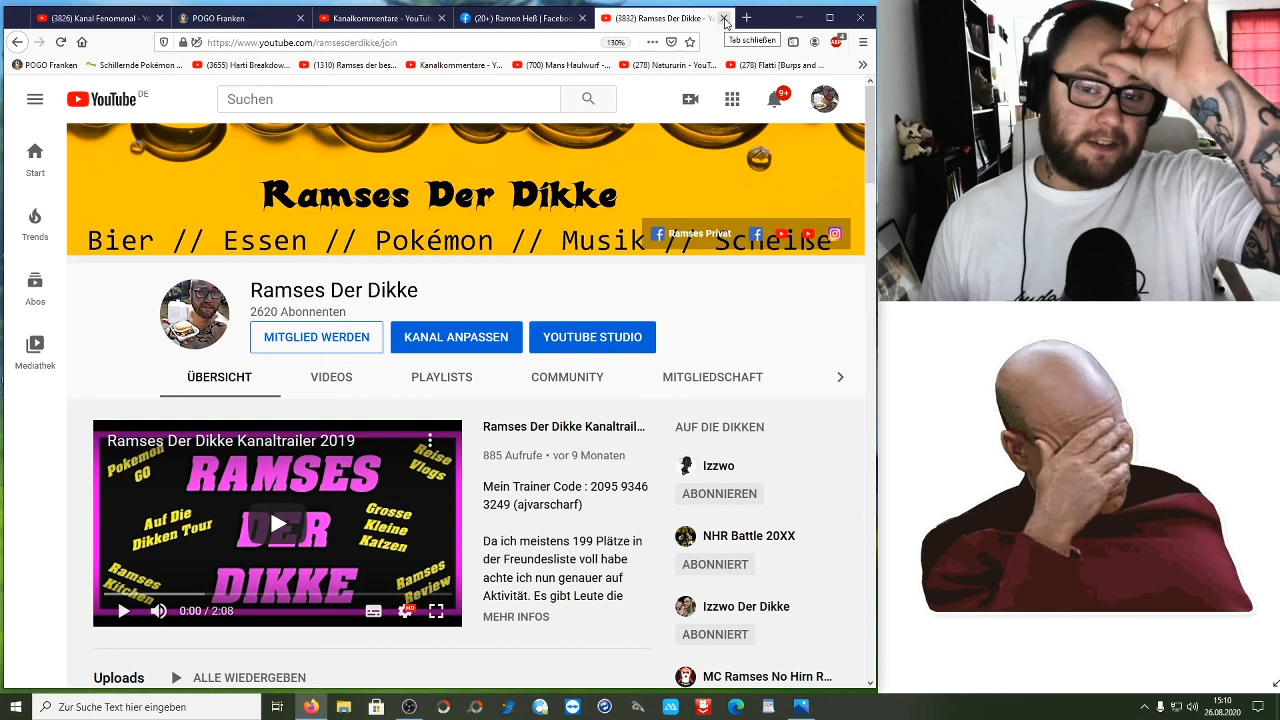 (3826) Kanal Fenomenal - YouT
POGO Franken
Kanalkommentare - YouTube
(20+) Ramon Heß | Facebook
(3832) Ramses Der Dikke - Yo
Tab schließen
https://www.youtube.com/ramsesderdikke/join
130%
ABP
4
POGO Franken
Schillernde Pokémon ...
(3655) Harti Breakdow...
(1310) Ramses der bes...
Kanalkommentare - Y...
(700) Mans Haulwurf -...
(278) Natururin - YouT...
(278) Flatti [Burps and ...
YouTube DE
Suchen
9+
Start
Trends
Abos
Mediathek
Ramses Der Dikke
Bier // Essen // Pokémon // Musik // Scheiße
Ramses Privat
Ramses Der Dikke
2620 Abonnenten
MITGLIED WERDEN
KANAL ANPASSEN
YOUTUBE STUDIO
ÜBERSICHT
VIDEOS
PLAYLISTS
COMMUNITY
MITGLIEDSCHAFT
Ramses Der Dikke Kanaltrailer 2019
Pokemon
GO
RAMSES
DER
DIKKE
Reise
Vlogs
Auf Die
Dikken Tour
Grosse
Kleine
Katzen
Ramses
Kitchen
Ramses
Review
0:00 / 2:08
HD
Ramses Der Dikke Kanaltrail...
885 Aufrufe • vor 9 Monaten
Mein Trainer Code : 2095 9346
3249 (ajvarscharf)
Da ich meistens 199 Plätze in
der Freundesliste voll habe
achte ich nun genauer auf
Aktivität. Es gibt Leute die
MEHR INFOS
AUF DIE DIKKEN
Izzwo
ABONNIEREN
NHR Battle 20XX
ABONNIERT
Izzwo Der Dikke
ABONNIERT
MC Ramses No Hirn R...
Uploads
ALLE WIEDERGEBEN
Zur Suche Text hier eingeben
15:10
26.08.2020